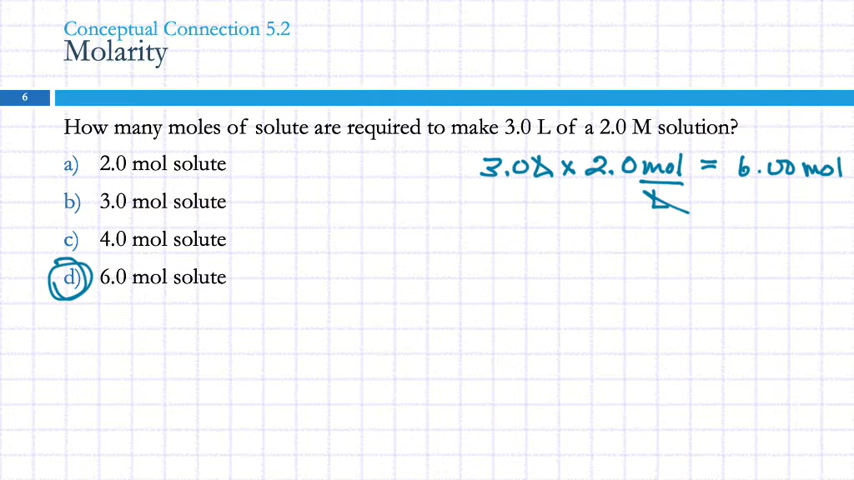 Conceptual Connection 5.2
Molarity
6
How many moles of solute are required to make 3.0 L of a 2.0 M solution?
a) 2.0 mol solute
3.0 L x 2.0 mol = 6.00 mol
L
b) 3.0 mol solute
c) 4.0 mol solute
d) 6.0 mol solute